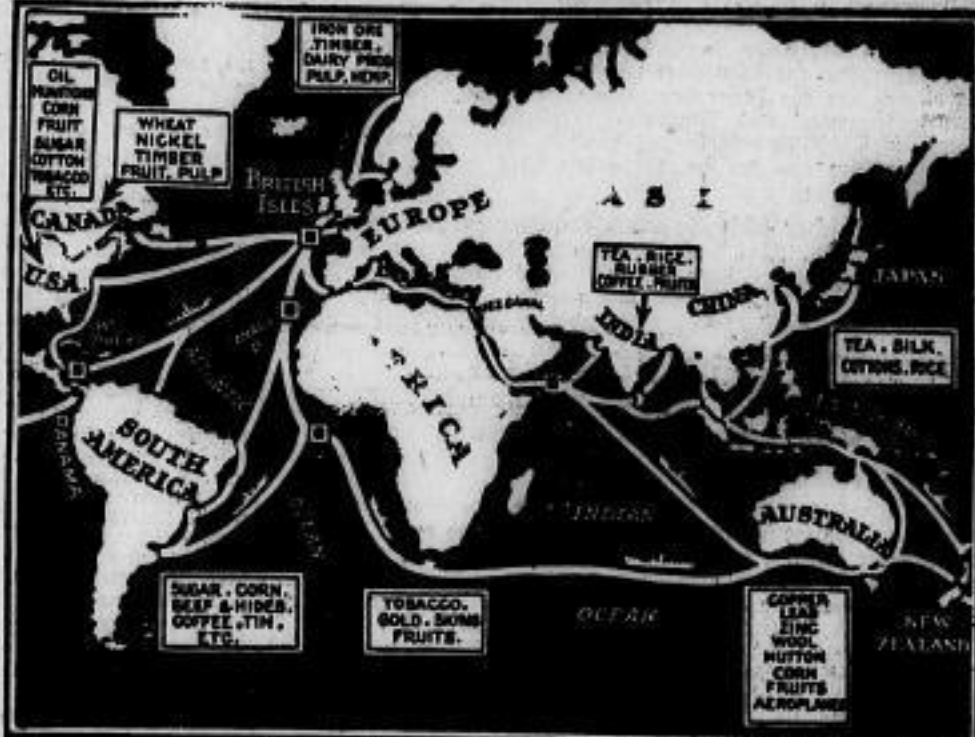 IRON ORE
TIMBER.
DAIRY PROD
PULP, HEMP.
OIL
MUNITIONS
CORN
FRUIT
SUGAR
COTTON
TOBACCO
ETC.
WHEAT
NICKEL
TIMBER
FRUIT, PULP
BRITISH
ISLES
CANADA
U.S.A.
EUROPE
ASI
TEA. RICE.
RUBBER
COFFEE.
SUEZ CANAL
INDIA
CHINA
JAPAN
TEA. SILK.
COTTONS. RICE.
AFRICA
PANAMA
SOUTH
AMERICA
INDIAN
OCEAN
AUSTRALIA
NEW
ZEALAND
SUGAR. CORN.
BEEF & HIDES.
COFFEE. TIN.
ETC.
TOBACCO.
GOLD. SKINS
FRUITS.
COPPER
LEAD
ZINC
WOOL
MUTTON
CORN
FRUITS
AEROPLANES